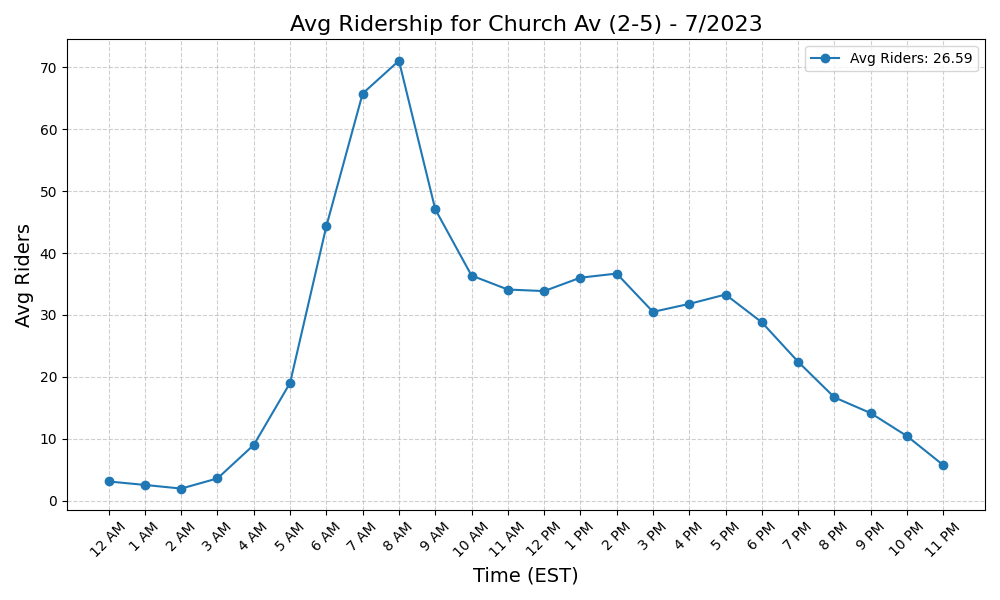 Avg Ridership for Church Av (2-5) - 7/2023
Avg Riders: 26.59
Avg Riders
70
60
50
40
30
20
10
0
12 AM
1 AM
2 AM
3 AM
4 AM
5 AM
6 AM
7 AM
8 AM
9 AM
10 AM
11 AM
12 PM
1 PM
2 PM
3 PM
4 PM
5 PM
6 PM
7 PM
8 PM
9 PM
10 PM
11 PM
Time (EST)